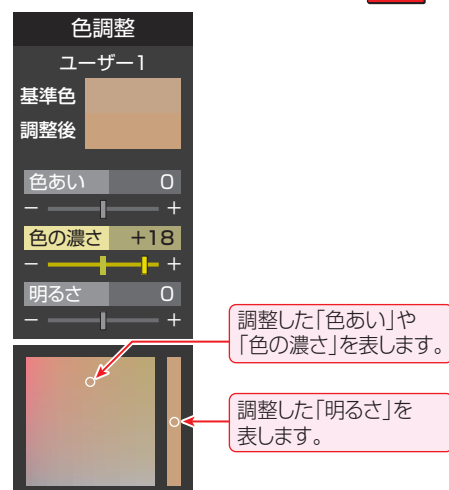 色調整
ユーザー1
基準色
調整後
色あい 0
− +
色の濃さ +18
− +
明るさ 0
− +
調整した「色あい」や
「色の濃さ」を表します。
調整した「明るさ」を
表します。